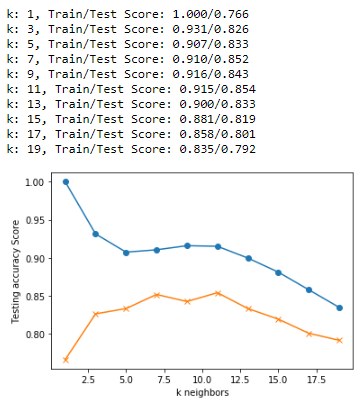 k: 1, Train/Test Score: 1.000/0.766
k: 3, Train/Test Score: 0.931/0.826
k: 5, Train/Test Score: 0.907/0.833
k: 7, Train/Test Score: 0.910/0.852
k: 9, Train/Test Score: 0.916/0.843
k: 11, Train/Test Score: 0.915/0.854
k: 13, Train/Test Score: 0.900/0.833
k: 15, Train/Test Score: 0.881/0.819
k: 17, Train/Test Score: 0.858/0.801
k: 19, Train/Test Score: 0.835/0.792
Testing accuracy Score
1.00
0.95
0.90
0.85
0.80
2.5 5.0 7.5 10.0 12.5 15.0 17.5
k neighbors